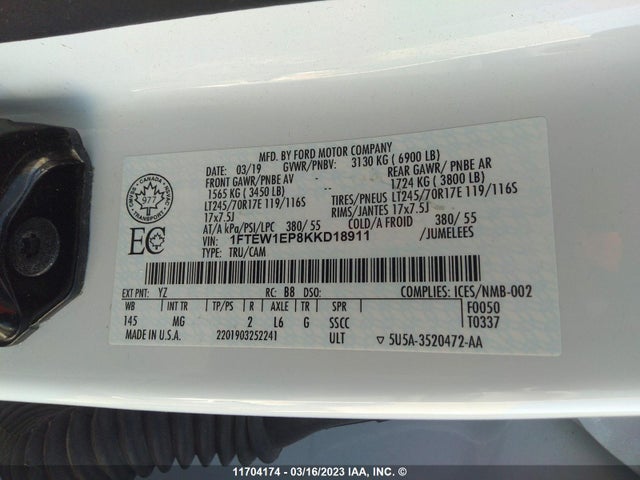 MFD. BY FORD MOTOR COMPANY
03/19 GVWR/PNBV: 3130 KG ( 6900 LB)
FRONT GAWR/PNBE AV REAR GAWR/ PNBE AR
1565 KG ( 3450 LB) 1724 KG ( 3800 LB)
LT245/70R17E 119/116S TIRES/PNEUS LT245/70R17E 119/116S
17x7.5J RIMS/JANTES 17x7.5J
AT/A kPa/PSI/LPC 380/ 55 COLD/A FROID 380/ 55
VIN: 1FTEW1EP8KKD18911 /JUMELEES
TYPE: TRU/CAM
CANADA
977
TRANSPORT
EC
EXT PNT: YZ RC: B8 DSO: COMPLIES: ICES/NMB-002
WB INT TR TP/PS R AXLE TR SPR F0050
145 MG 2 L6 G SSCC T0337
MADE IN U.S.A. 2201903252241 ULT ▽ 5U5A-3520472-AA
11704174 - 03/16/2023 IAA, Inc. ©